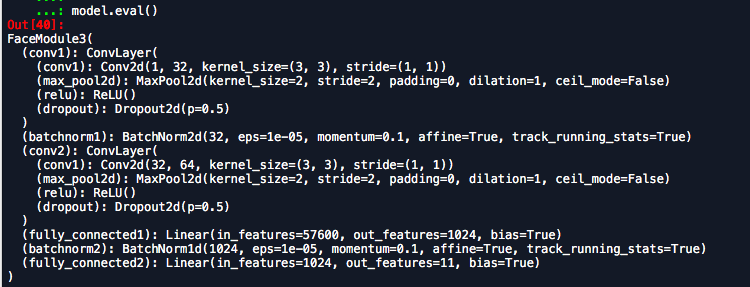 ...: model.eval()
Out[40]:
FaceModule3(
  (conv1): ConvLayer(
    (conv1): Conv2d(1, 32, kernel_size=(3, 3), stride=(1, 1))
    (max_pool2d): MaxPool2d(kernel_size=2, stride=2, padding=0, dilation=1, ceil_mode=False)
    (relu): ReLU()
    (dropout): Dropout2d(p=0.5)
  )
  (batchnorm1): BatchNorm2d(32, eps=1e-05, momentum=0.1, affine=True, track_running_stats=True)
  (conv2): ConvLayer(
    (conv1): Conv2d(32, 64, kernel_size=(3, 3), stride=(1, 1))
    (max_pool2d): MaxPool2d(kernel_size=2, stride=2, padding=0, dilation=1, ceil_mode=False)
    (relu): ReLU()
    (dropout): Dropout2d(p=0.5)
  )
  (fully_connected1): Linear(in_features=57600, out_features=1024, bias=True)
  (batchnorm2): BatchNorm1d(1024, eps=1e-05, momentum=0.1, affine=True, track_running_stats=True)
  (fully_connected2): Linear(in_features=1024, out_features=11, bias=True)
)